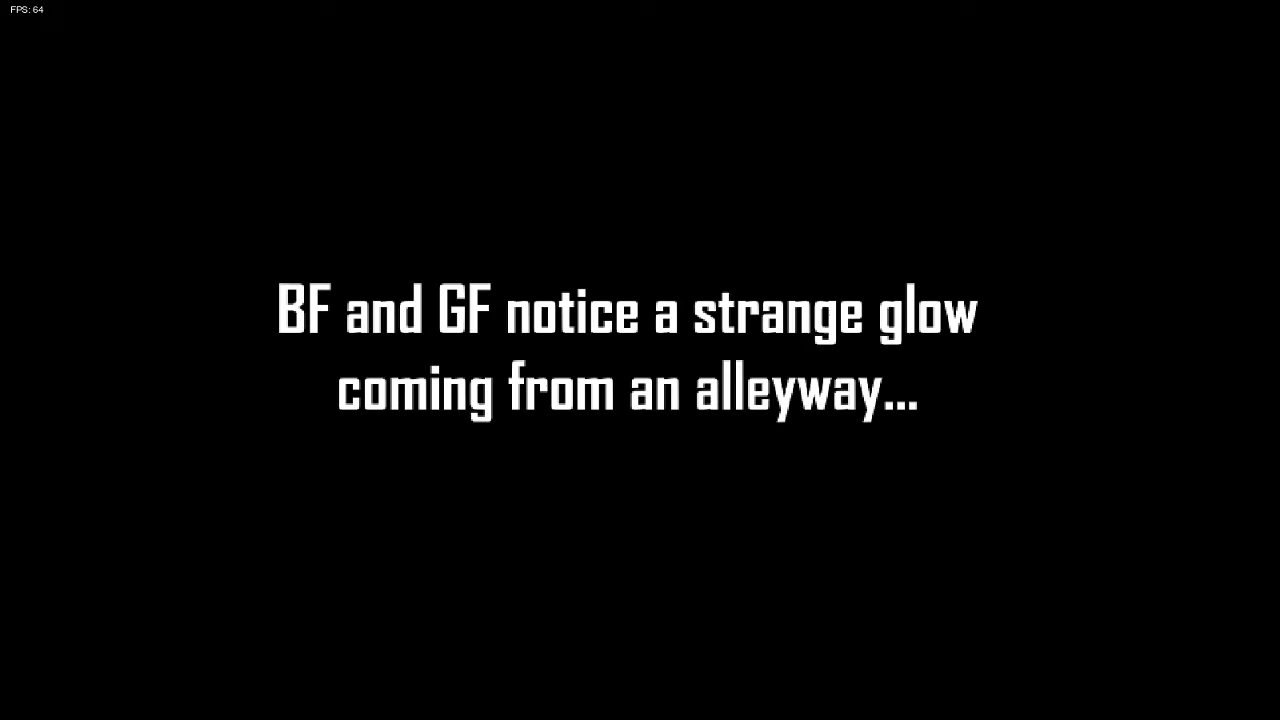 FPS: 64
BF and GF notice a strange glow
coming from an alleyway...